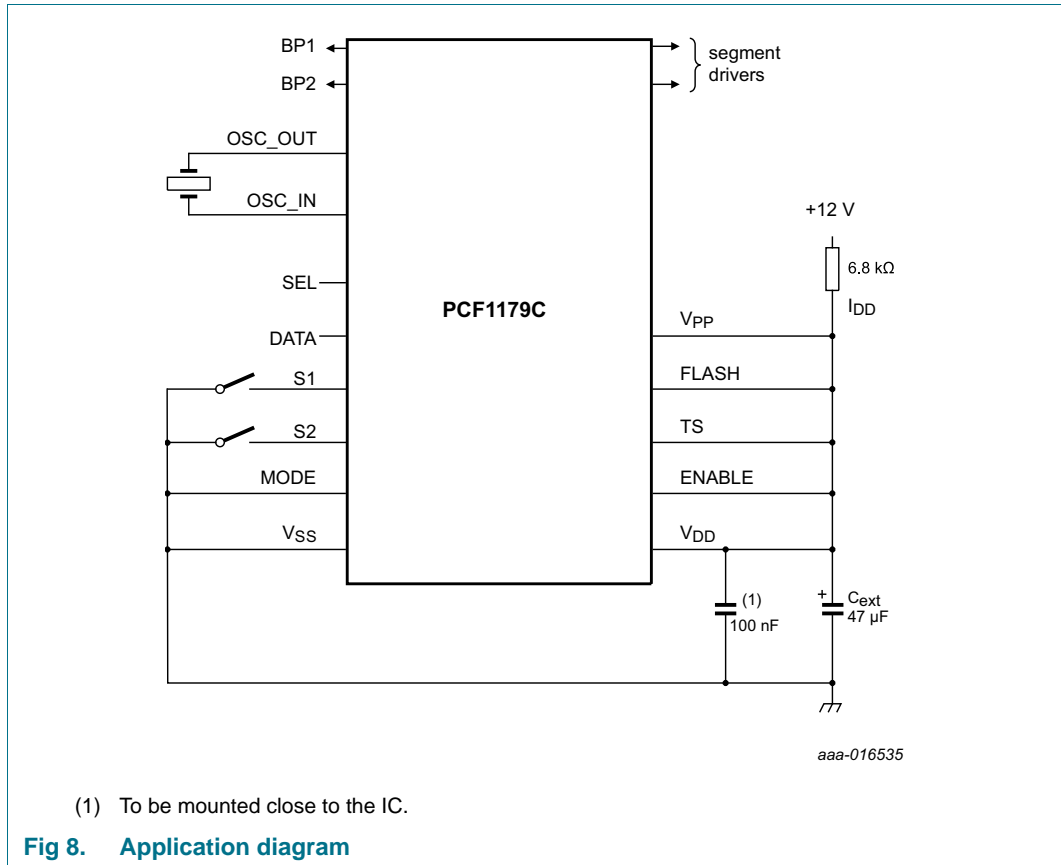 BP1
BP2
segment
drivers
OSC_OUT
OSC_IN
+12 V
6.8 kΩ
SEL
PCF1179C
IDD
VPP
DATA
FLASH
S1
TS
S2
MODE
ENABLE
VSS
VDD
(1)
100 nF
+
Cext
47 μF
aaa-016535
(1) To be mounted close to the IC.
Fig 8. Application diagram